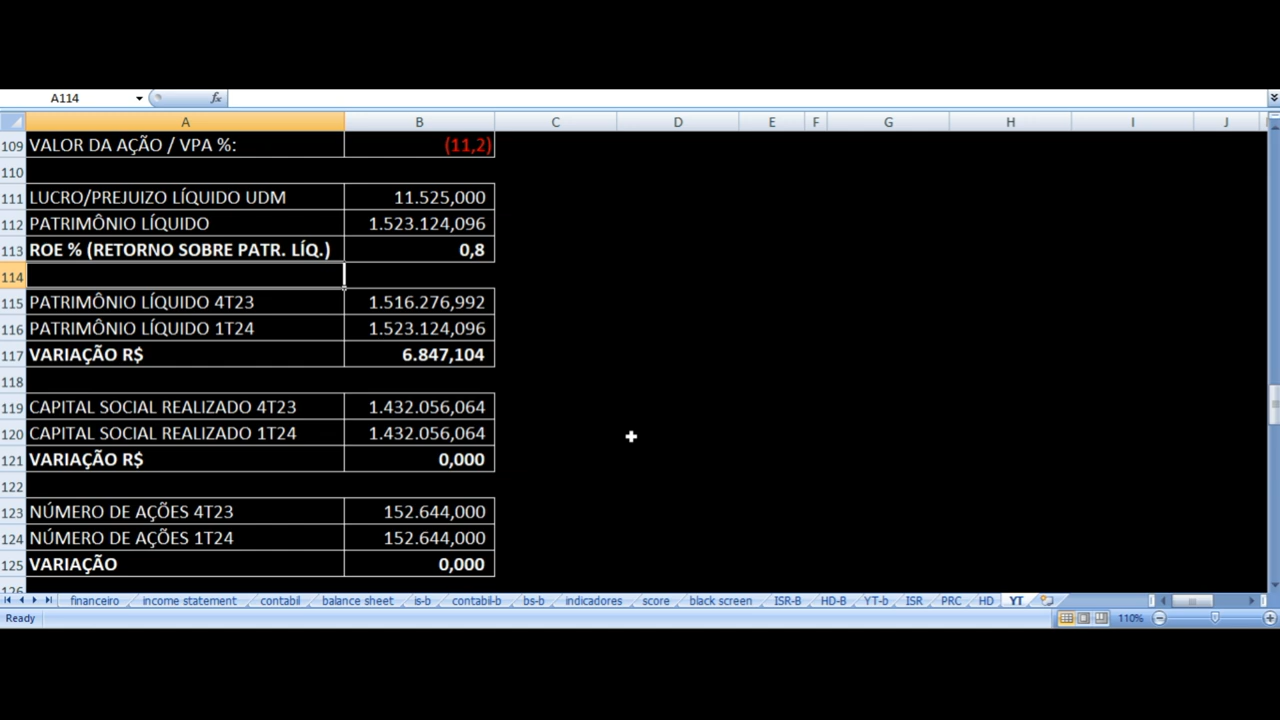 A114
fx
A B C D E F G H I J
109 VALOR DA AÇÃO / VPA %: (11,2)
110
111 LUCRO/PREJUIZO LÍQUIDO UDM 11.525,000
112 PATRIMÔNIO LÍQUIDO 1.523.124,096
113 ROE % (RETORNO SOBRE PATR. LÍQ.) 0,8
114
115 PATRIMÔNIO LÍQUIDO 4T23 1.516.276,992
116 PATRIMÔNIO LÍQUIDO 1T24 1.523.124,096
117 VARIAÇÃO R$ 6.847,104
118
119 CAPITAL SOCIAL REALIZADO 4T23 1.432.056,064
120 CAPITAL SOCIAL REALIZADO 1T24 1.432.056,064
121 VARIAÇÃO R$ 0,000
122
123 NÚMERO DE AÇÕES 4T23 152.644,000
124 NÚMERO DE AÇÕES 1T24 152.644,000
125 VARIAÇÃO 0,000
126
financeiro income statement contabil balance sheet is-b contabil-b bs-b indicadores score black screen ISR-B HD-B YT-b ISR PRC HD YT
Ready 110%